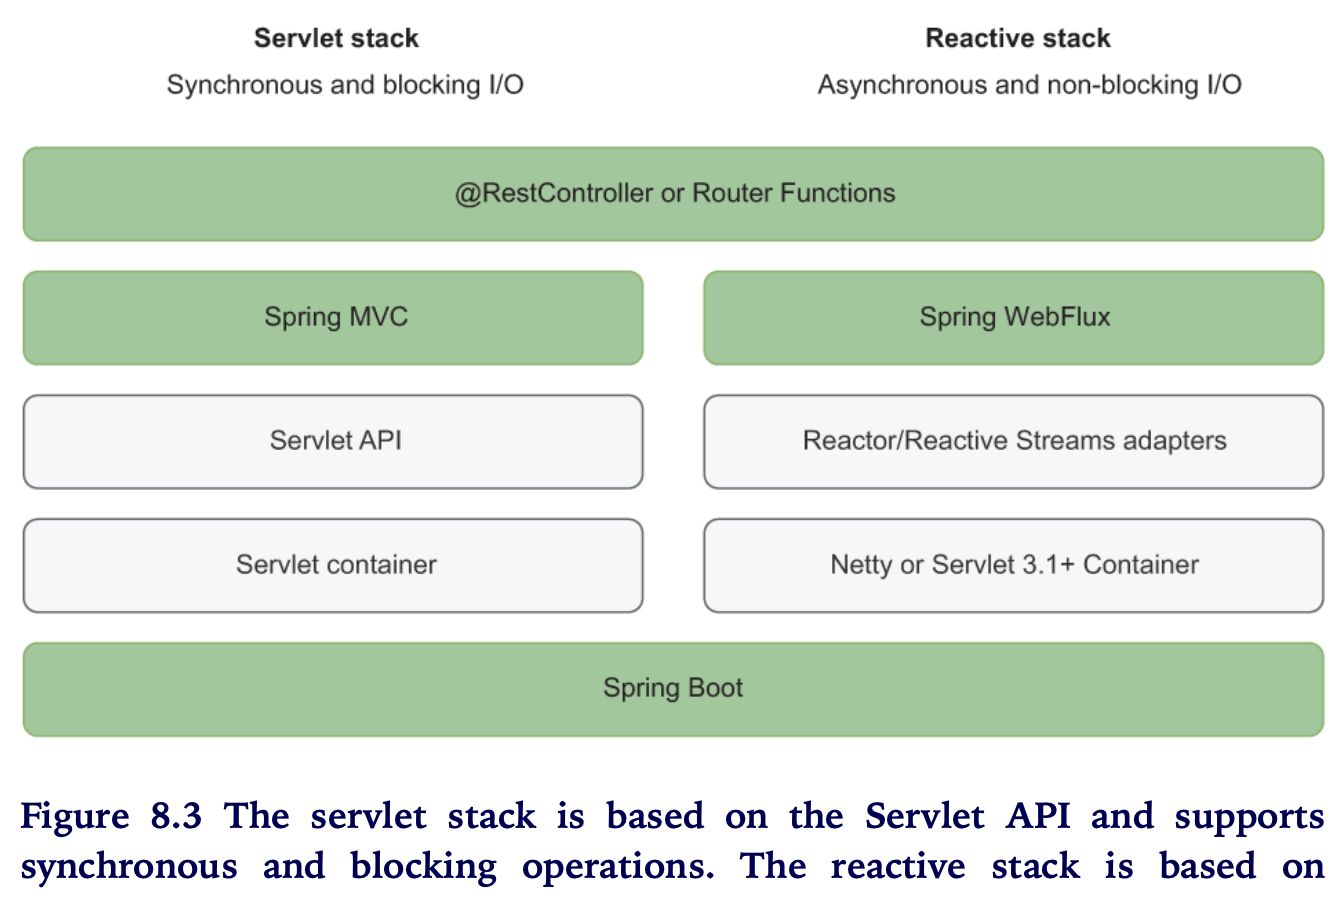 Servlet stack
Reactive stack
Synchronous and blocking I/O
Asynchronous and non-blocking I/O
@RestController or Router Functions
Spring MVC
Spring WebFlux
Servlet API
Reactor/Reactive Streams adapters
Servlet container
Netty or Servlet 3.1+ Container
Spring Boot
Figure 8.3 The servlet stack is based on the Servlet API and supports
synchronous and blocking operations. The reactive stack is based on